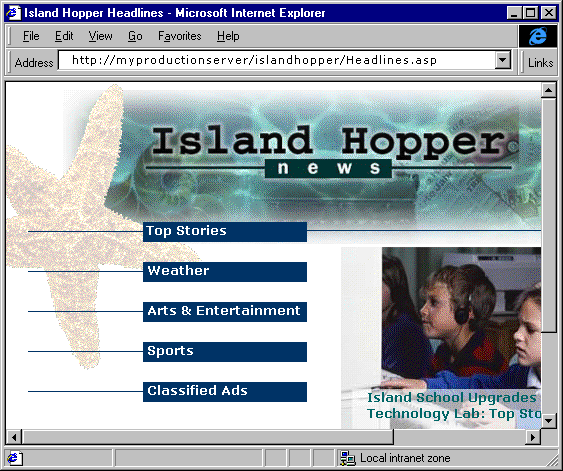 Island Hopper Headlines - Microsoft Internet Explorer
File Edit View Go Favorites Help
Address http://myproductionserver/islandhopper/Headlines.asp Links
Island Hopper
news
Top Stories
Weather
Arts & Entertainment
Sports
Classified Ads
Island School Upgrades
Technology Lab: Top Sto
Local intranet zone